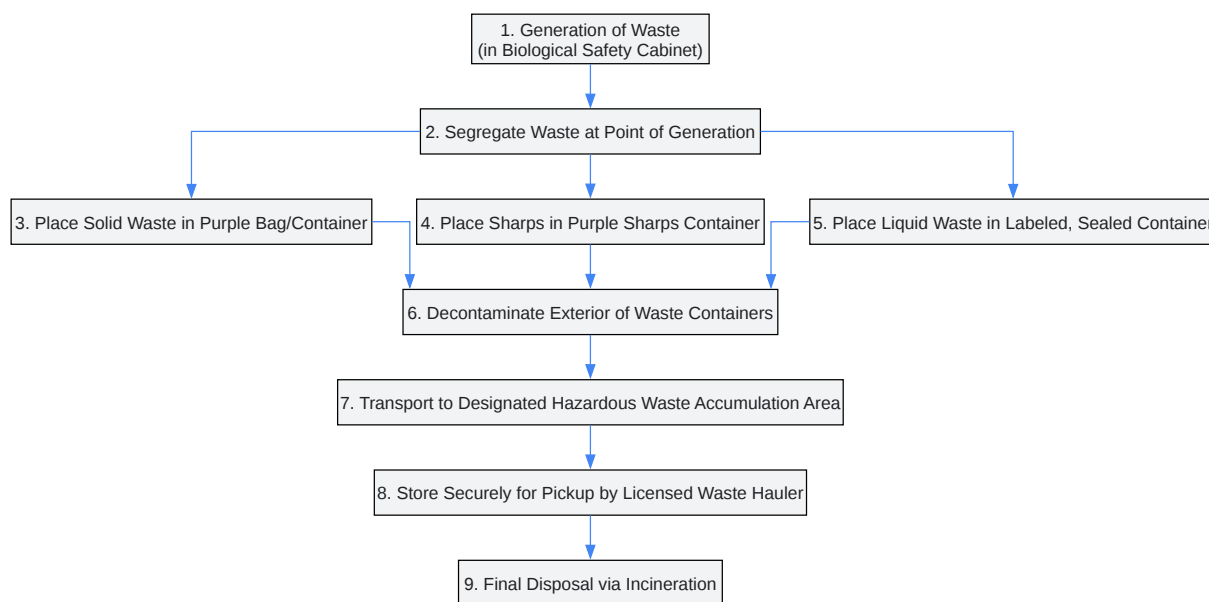 1. Generation of Waste
(in Biological Safety Cabinet)
2. Segregate Waste at Point of Generation
3. Place Solid Waste in Purple Bag/Container
4. Place Sharps in Purple Sharps Container
5. Place Liquid Waste in Labeled, Sealed Container
6. Decontaminate Exterior of Waste Containers
7. Transport to Designated Hazardous Waste Accumulation Area
8. Store Securely for Pickup by Licensed Waste Hauler
9. Final Disposal via Incineration